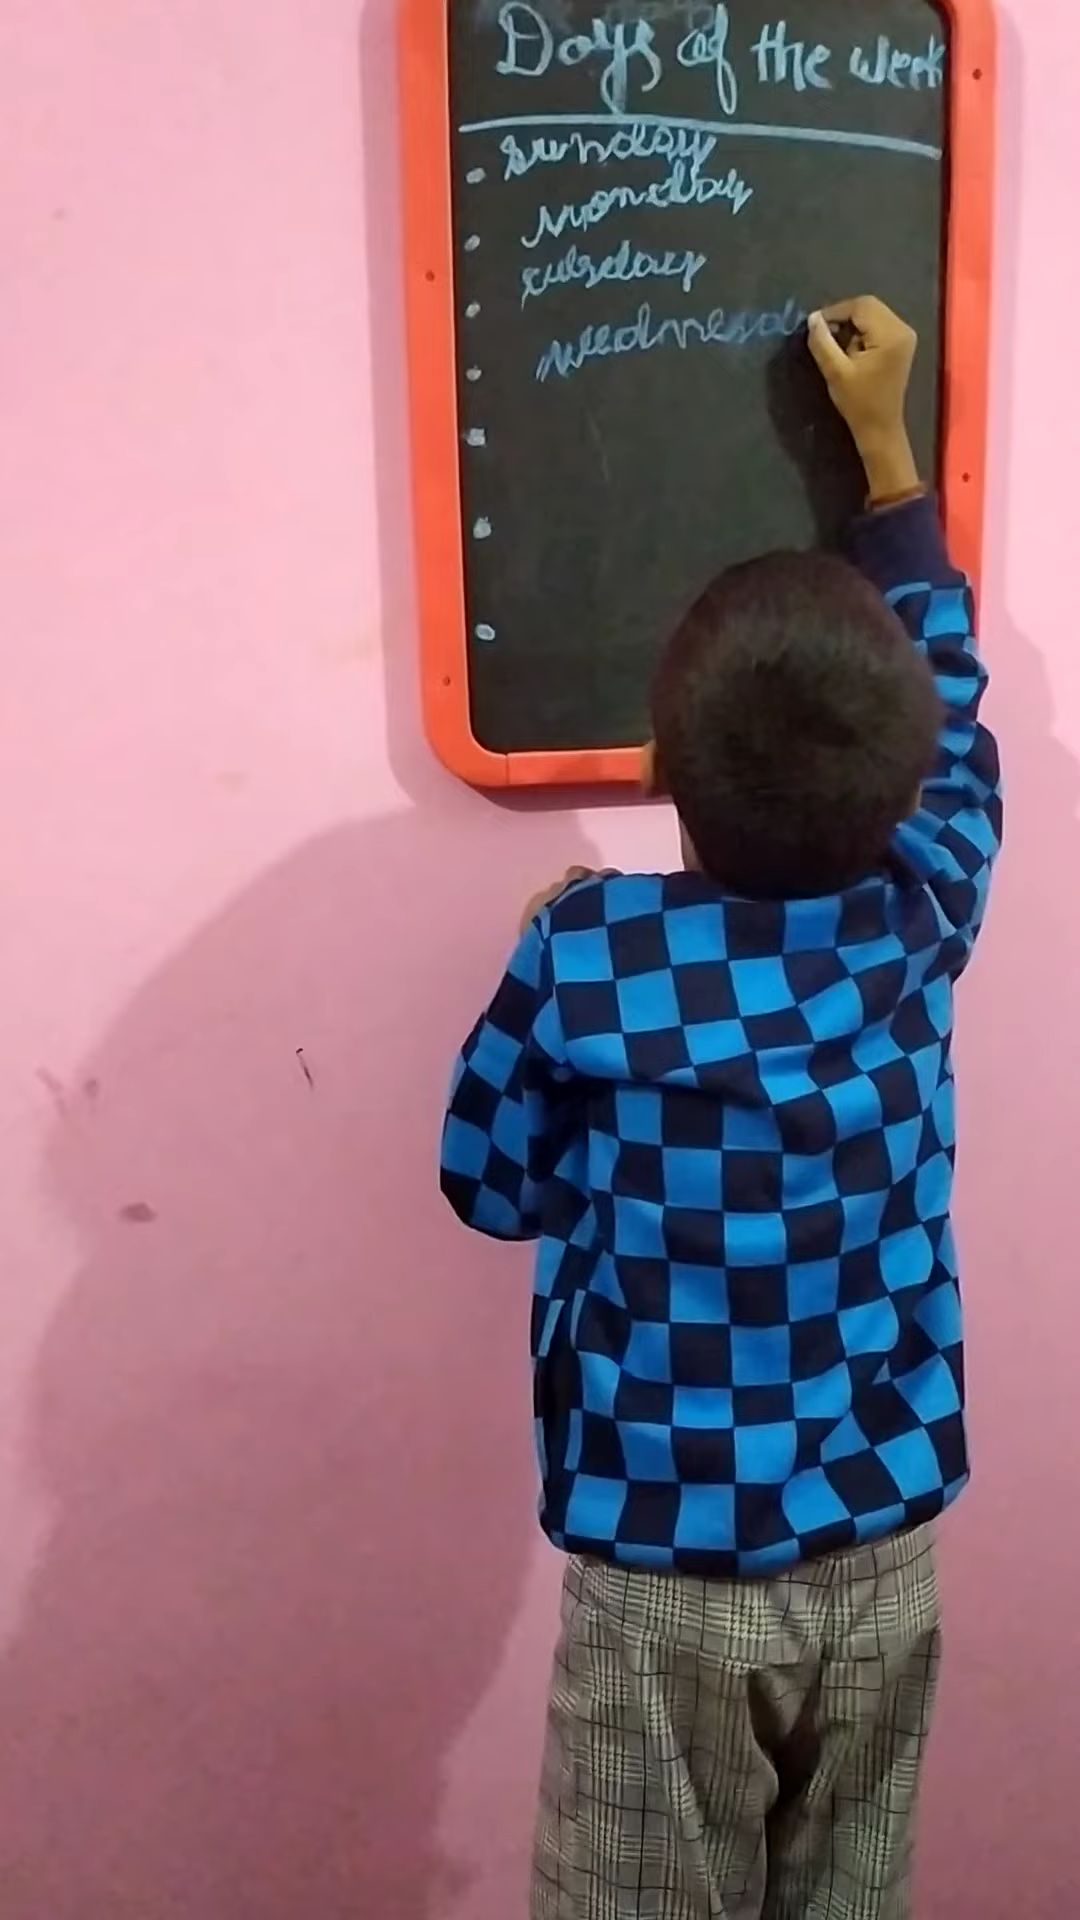 Days of the week
sunday
monday
tuesday
wednesda